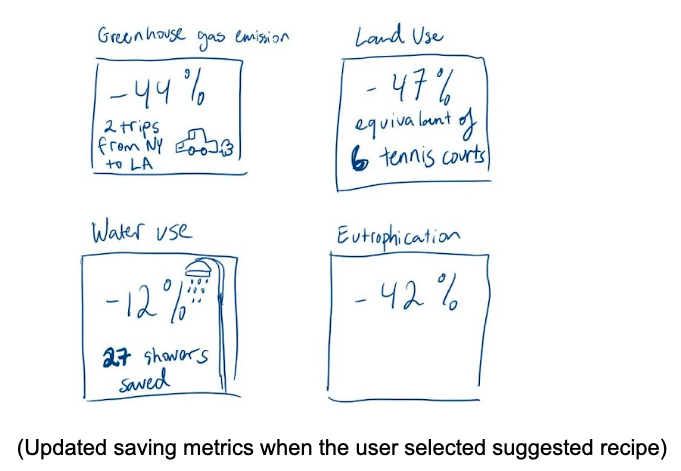 Greenhouse gas emission
-44%
2 trips
from NY
to LA
Land Use
- 47%
equivalant of
6 tennis courts
Water use
-12%
27 showers
saved
Eutrophication
- 42%
(Updated saving metrics when the user selected suggested recipe)